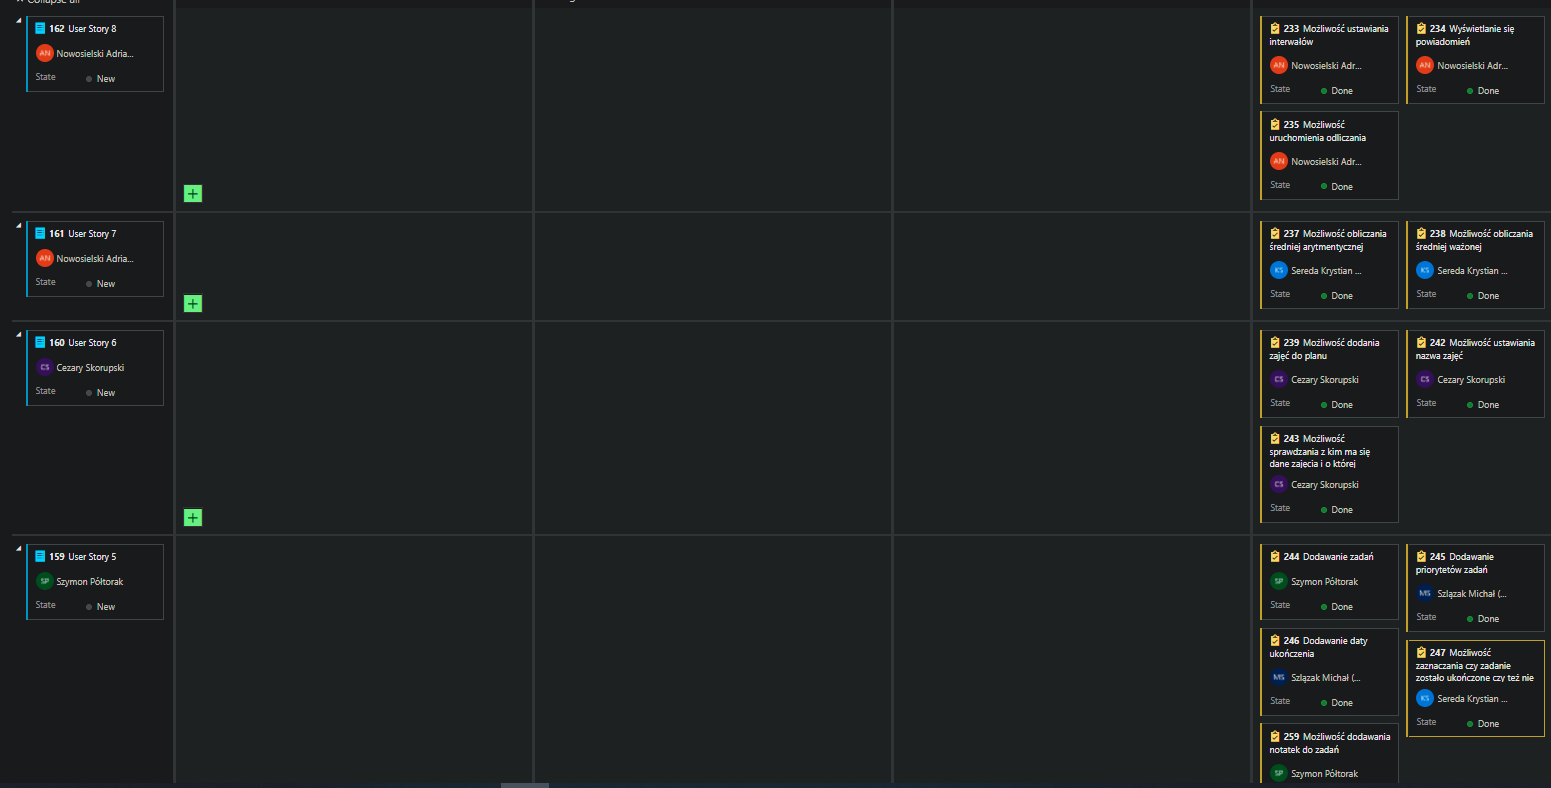 Collapse all
162 User Story 8
AN Nowosielski Adria...
State New
233 Możliwość ustawiania
interwałów
AN Nowosielski Adr...
State Done
234 Wyświetlanie się
powiadomień
AN Nowosielski Adr...
State Done
235 Możliwość
uruchomienia odliczania
AN Nowosielski Adr...
State Done
161 User Story 7
AN Nowosielski Adria...
State New
237 Możliwość obliczania
średniej arytmentycznej
KS Sereda Krystian ...
State Done
238 Możliwość obliczania
średniej ważonej
KS Sereda Krystian ...
State Done
160 User Story 6
CS Cezary Skorupski
State New
239 Możliwość dodania
zajęć do planu
CS Cezary Skorupski
State Done
242 Możliwość ustawiania
nazwa zajęć
CS Cezary Skorupski
State Done
243 Możliwość
sprawdzania z kim ma się
dane zajęcia i o której
CS Cezary Skorupski
State Done
159 User Story 5
SP Szymon Półtorak
State New
244 Dodawanie zadań
SP Szymon Półtorak
State Done
245 Dodawanie
priorytetów zadań
MS Szlązak Michał (...
State Done
246 Dodawanie daty
ukończenia
MS Szlązak Michał (...
State Done
247 Możliwość
zaznaczania czy zadanie
zostało ukończone czy też nie
KS Sereda Krystian ...
State Done
259 Możliwość dodawania
notatek do zadań
SP Szymon Półtorak